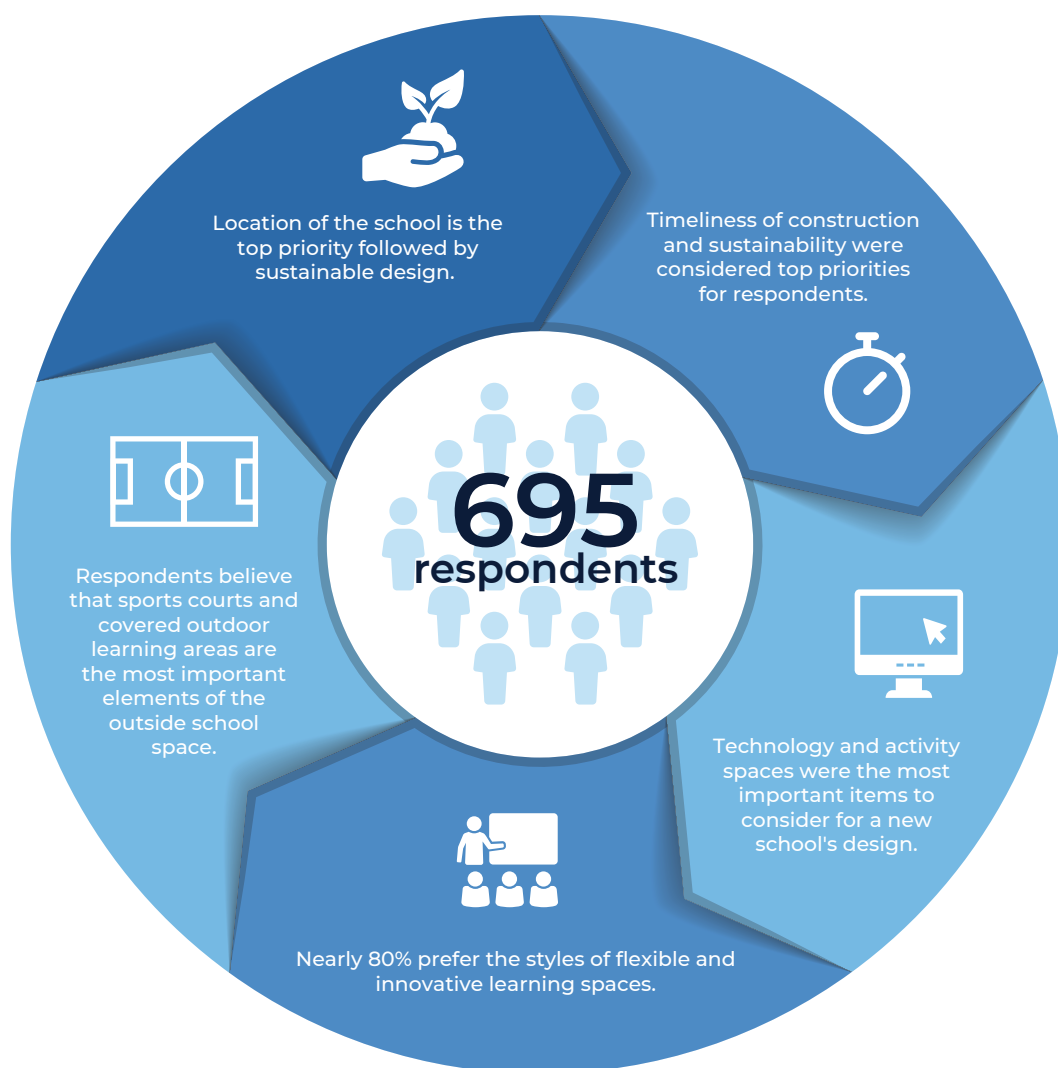 Location of the school is the
top priority followed by
sustainable design.
Timeliness of construction
and sustainability were
considered top priorities
for respondents.
695
respondents
Respondents believe
that sports courts and
covered outdoor
learning areas are
the most important
elements of the
outside school
space.
Technology and activity
spaces were the most
important items to
consider for a new
school's design.
Nearly 80% prefer the styles of flexible and
innovative learning spaces.